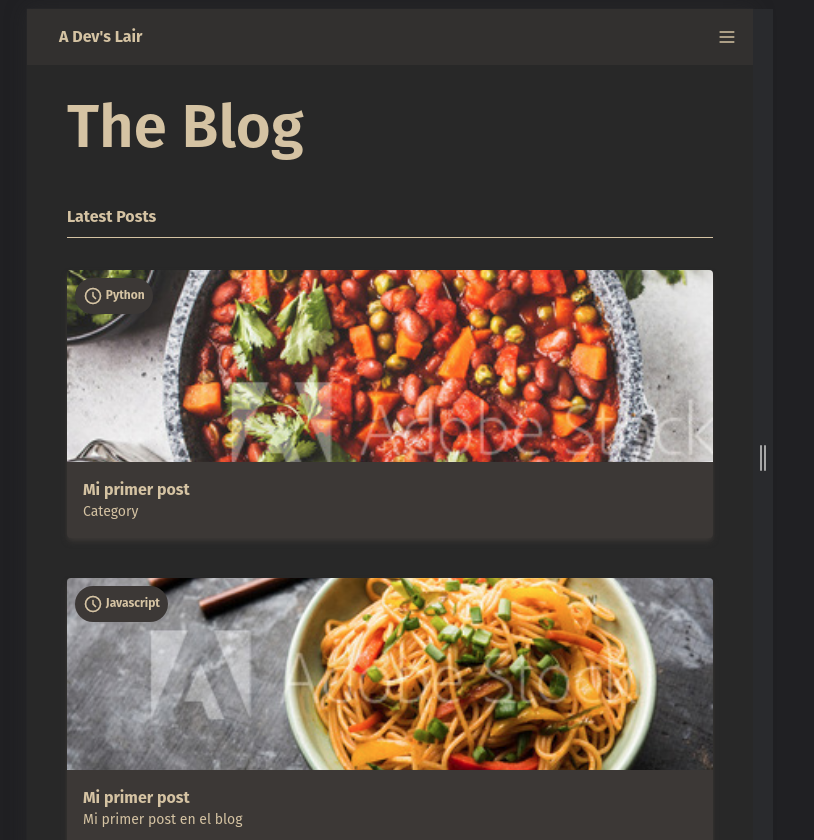 A Dev's Lair
The Blog
Latest Posts
Python
Adobe Stock
Mi primer post
Category
Javascript
Adobe Stock
Mi primer post
Mi primer post en el blog